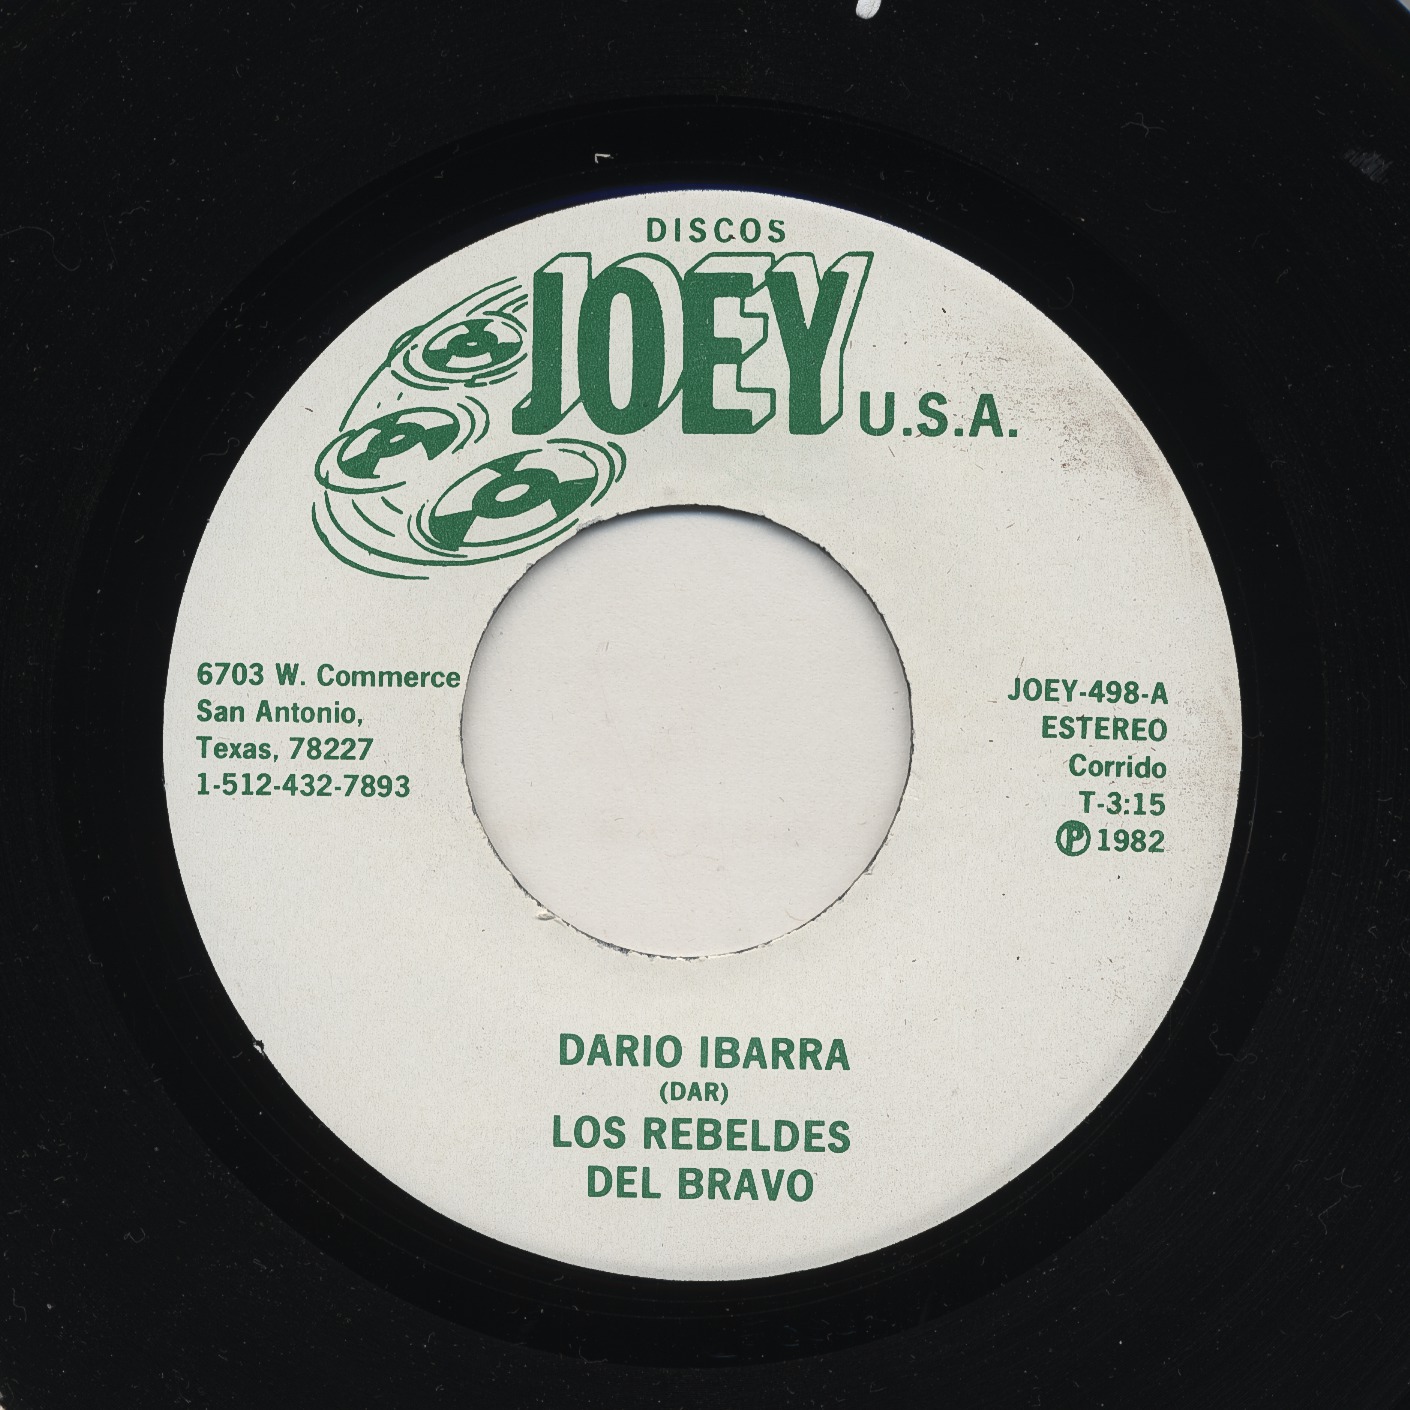 DISCOS
JOEY U.S.A.
6703 W. Commerce
San Antonio,
Texas, 78227
1-512-432-7893
JOEY-498-A
ESTEREO
Corrido
T-3:15
℗ 1982
DARIO IBARRA
(DAR)
LOS REBELDES
DEL BRAVO